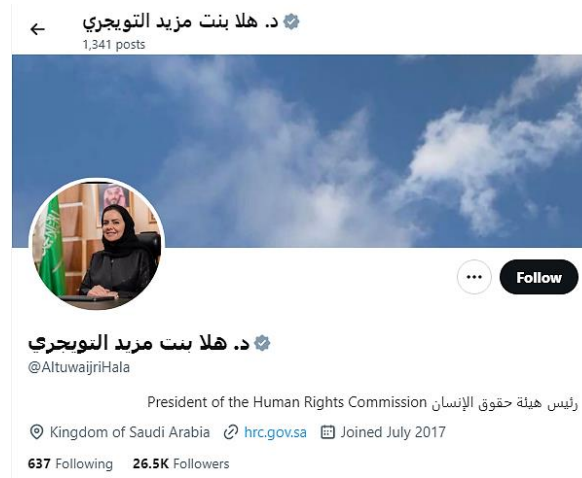 د. هلا بنت مزيد التويجري
1,341 posts
Follow
د. هلا بنت مزيد التويجري
@AltuwaijriHala
رئيس هيئة حقوق الإنسان President of the Human Rights Commission
Kingdom of Saudi Arabia hrc.gov.sa Joined July 2017
637 Following 26.5K Followers